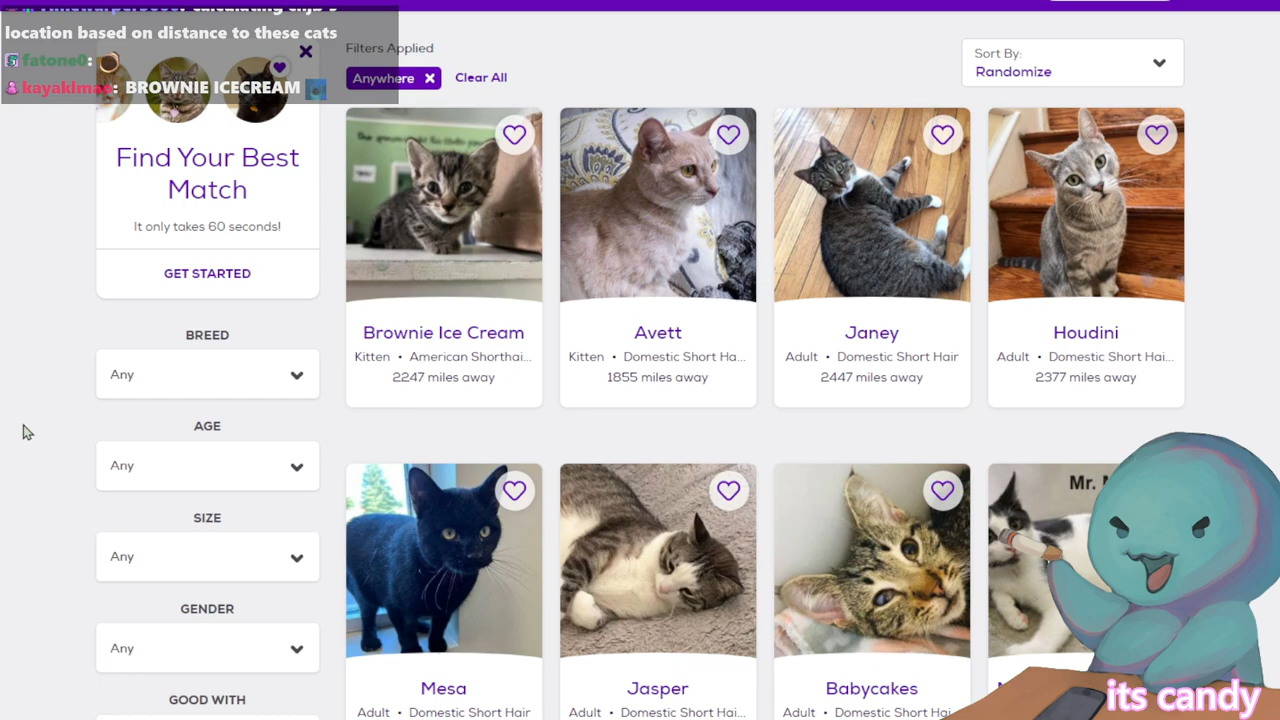 location based on distance to these cats
fatone0:
kayaklmao: BROWNIE ICECREAM
Filters Applied
Anywhere
Clear All
Sort By:
Randomize
Find Your Best
Match
It only takes 60 seconds!
GET STARTED
BREED
Any
AGE
Any
SIZE
Any
GENDER
Any
GOOD WITH
Brownie Ice Cream
Kitten • American Shorthai...
2247 miles away
Avett
Kitten • Domestic Short Ha...
1855 miles away
Janey
Adult • Domestic Short Hair
2447 miles away
Houdini
Adult • Domestic Short Hai...
2377 miles away
Mesa
Adult • Domestic Short Hair
Jasper
Adult • Domestic Short Ha...
Babycakes
Adult • Domestic Short Hai
Mr.
its candy